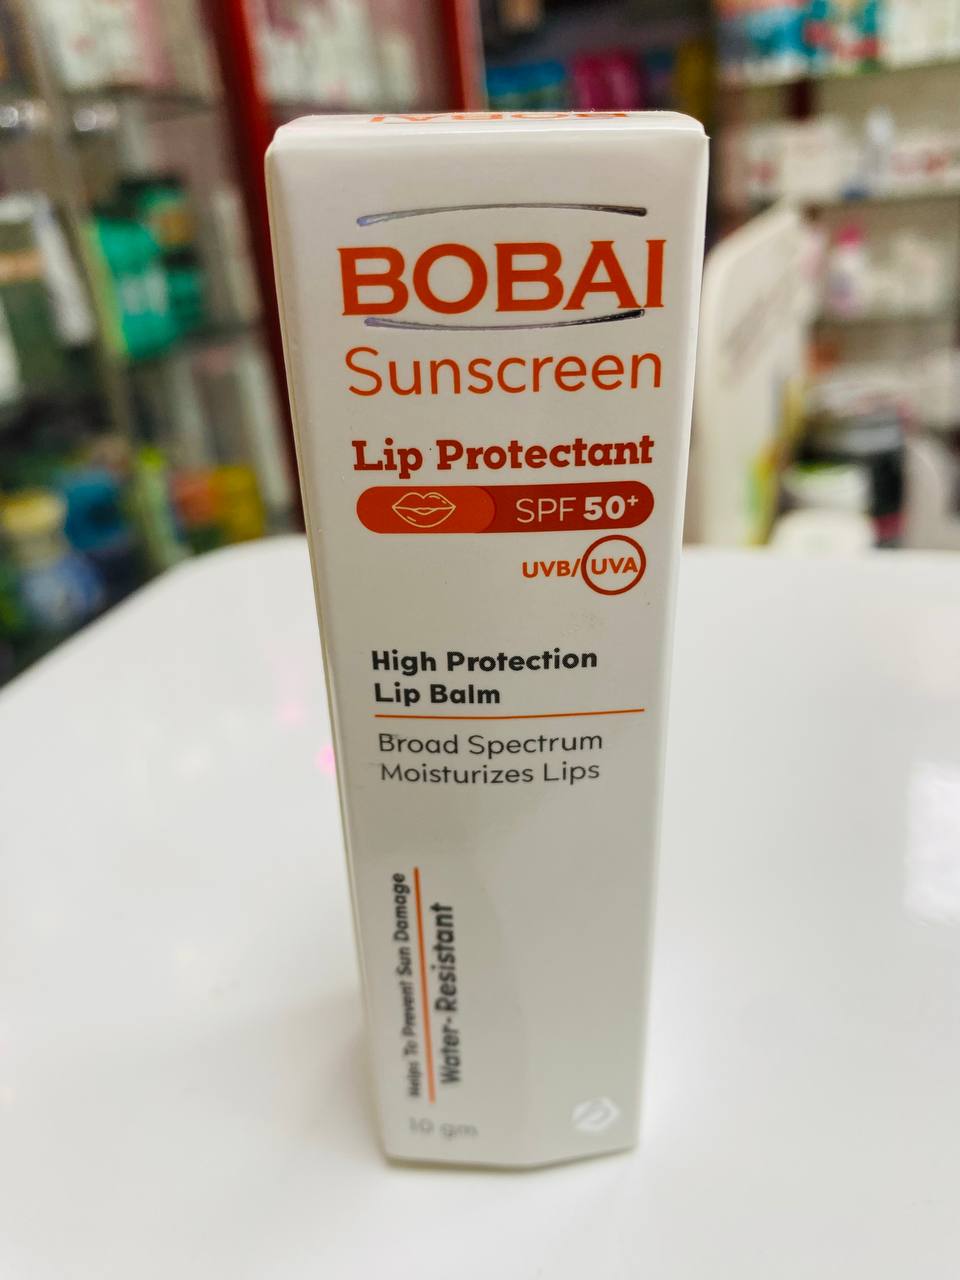 BOBAI
BOBAI
Sunscreen
Lip Protectant
SPF 50+
UVB/UVA
High Protection
Lip Balm
Broad Spectrum
Moisturizes Lips
Helps To Prevent Sun Damage
Water-Resistant
10 gm